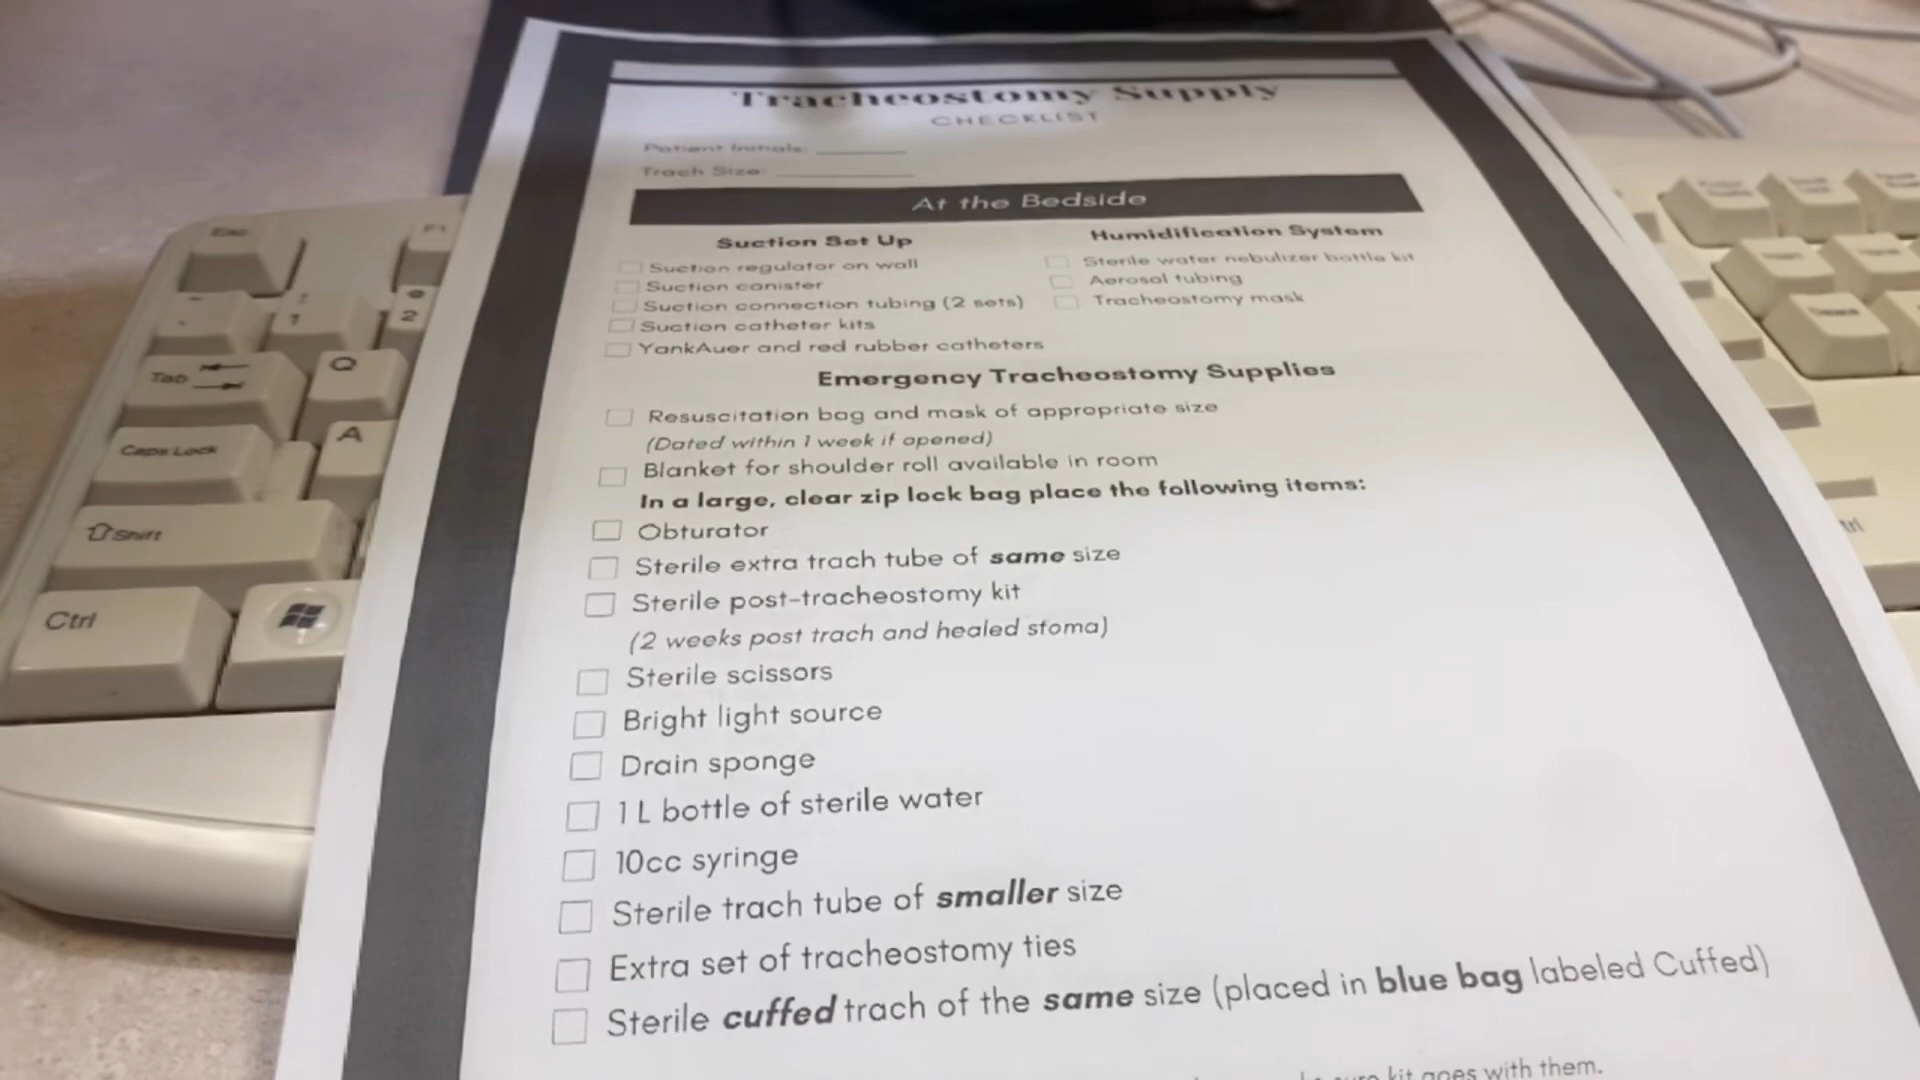 Tracheostomy Supply
CHECKLIST
Patient Initials:
Trach Size:
At the Bedside
Suction Set Up
Suction regulator on wall
Suction canister
Suction connection tubing (2 sets)
Suction catheter kits
YankAuer and red rubber catheters
Humidification System
Sterile water nebulizer bottle kit
Aerosol tubing
Tracheostomy mask
Emergency Tracheostomy Supplies
Resuscitation bag and mask of appropriate size
(Dated within 1 week if opened)
Blanket for shoulder roll available in room
In a large, clear zip lock bag place the following items:
Obturator
Sterile extra trach tube of same size
Sterile post-tracheostomy kit
(2 weeks post trach and healed stoma)
Sterile scissors
Bright light source
Drain sponge
1 L bottle of sterile water
10cc syringe
Sterile trach tube of smaller size
Extra set of tracheostomy ties
Sterile cuffed trach of the same size (placed in blue bag labeled Cuffed)
kit goes with them.
Esc
F1
! 1
2
Tab
Q
Caps Lock
A
Shift
Ctrl